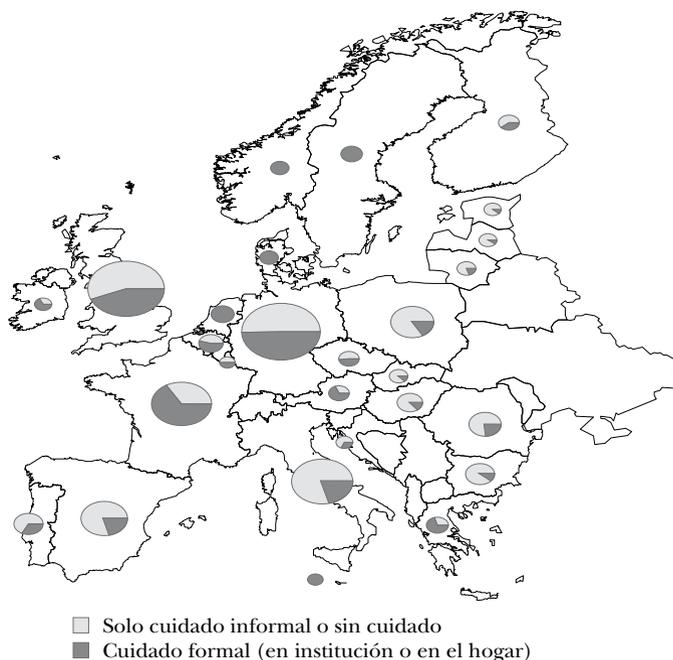 Solo cuidado informal o sin cuidado
Cuidado formal (en institución o en el hogar)